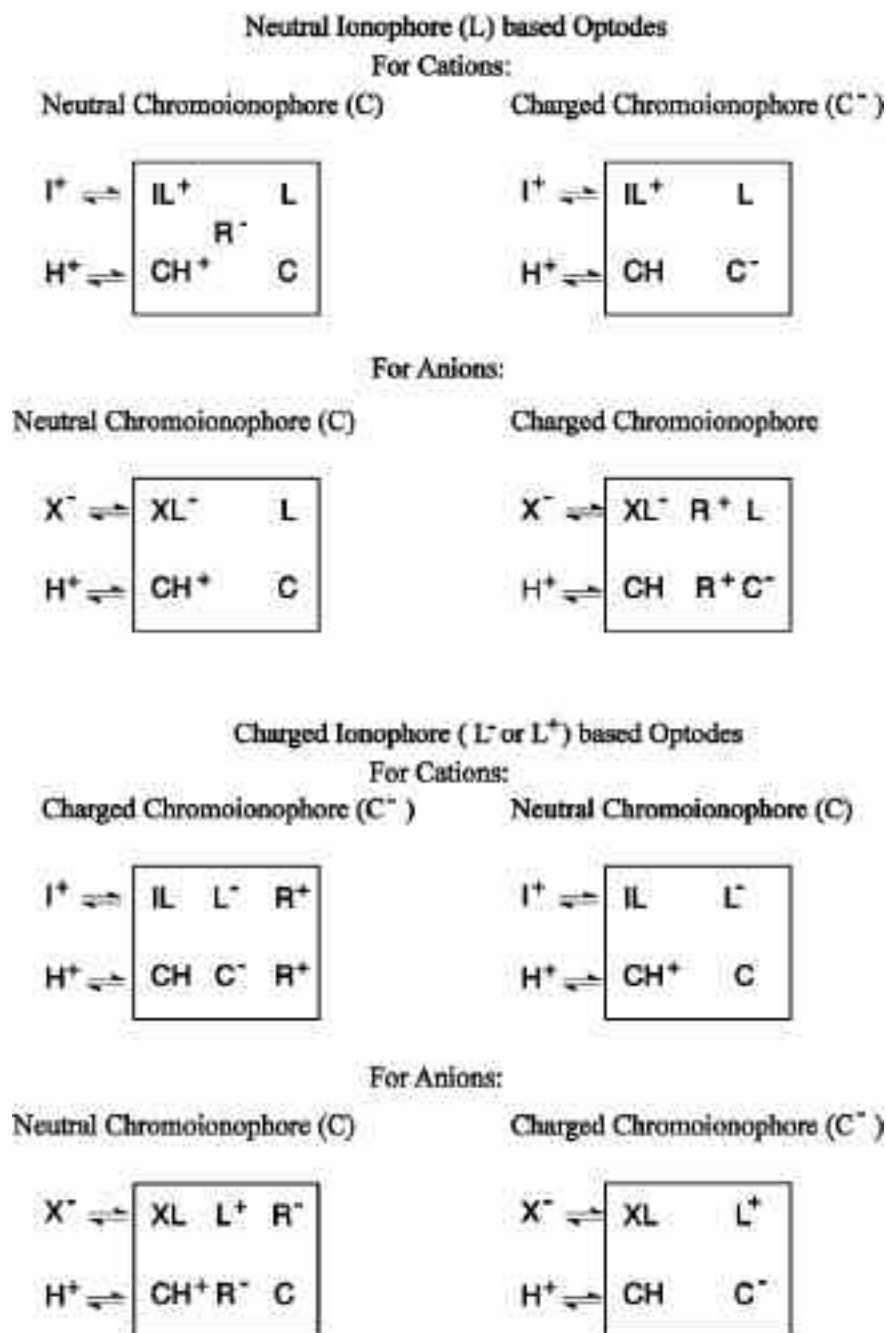 Neutral Ionophore (L) based Optodes
For Cations:
Neutral Chromoionophore (C) Charged Chromoionophore (C⁻ )
I⁺ ⇌ IL⁺ L I⁺ ⇌ IL⁺ L
R⁻
H⁺ ⇌ CH⁺ C H⁺ ⇌ CH C⁻
For Anions:
Neutral Chromoionophore (C) Charged Chromoionophore
X⁻ ⇌ XL⁻ L X⁻ ⇌ XL⁻ R⁺ L
H⁺ ⇌ CH⁺ C H⁺ ⇌ CH R⁺ C⁻
Charged Ionophore ( L⁻ or L⁺) based Optodes
For Cations:
Charged Chromoionophore (C⁻ ) Neutral Chromoionophore (C)
I⁺ ⇌ IL L⁻ R⁺ I⁺ ⇌ IL L⁻
H⁺ ⇌ CH C⁻ R⁺ H⁺ ⇌ CH⁺ C
For Anions:
Neutral Chromoionophore (C) Charged Chromoionophore (C⁻ )
X⁻ ⇌ XL L⁺ R⁻ X⁻ ⇌ XL L⁺
H⁺ ⇌ CH⁺ R⁻ C H⁺ ⇌ CH C⁻